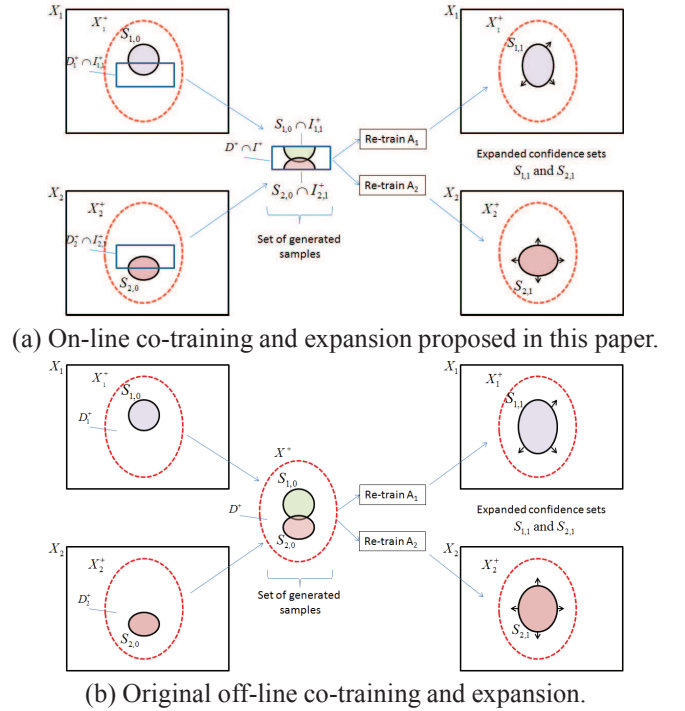 X₁
X₁⁺
S₁,₀
D₁⁺ ∩ I₁,₁⁺
X₂
X₂⁺
D₂⁺ ∩ I₂,₁⁺
S₂,₀
S₁,₀ ∩ I₁,₁⁺
D⁺ ∩ I⁺
S₂,₀ ∩ I₂,₁⁺
Set of generated
samples
Re-train A₁
Re-train A₂
X₁
X₁⁺
S₁,₁
Expanded confidence sets
S₁,₁ and S₂,₁
X₂
X₂⁺
S₂,₁
(a) On-line co-training and expansion proposed in this paper.
X₁
X₁⁺
S₁,₀
D₁⁺
X₂
X₂⁺
D₂⁺
S₂,₀
X⁺
S₁,₀
D⁺
S₂,₀
Set of generated
samples
Re-train A₁
Re-train A₂
X₁
X₁⁺
S₁,₁
Expanded confidence sets
S₁,₁ and S₂,₁
X₂
X₂⁺
S₂,₁
(b) Original off-line co-training and expansion.